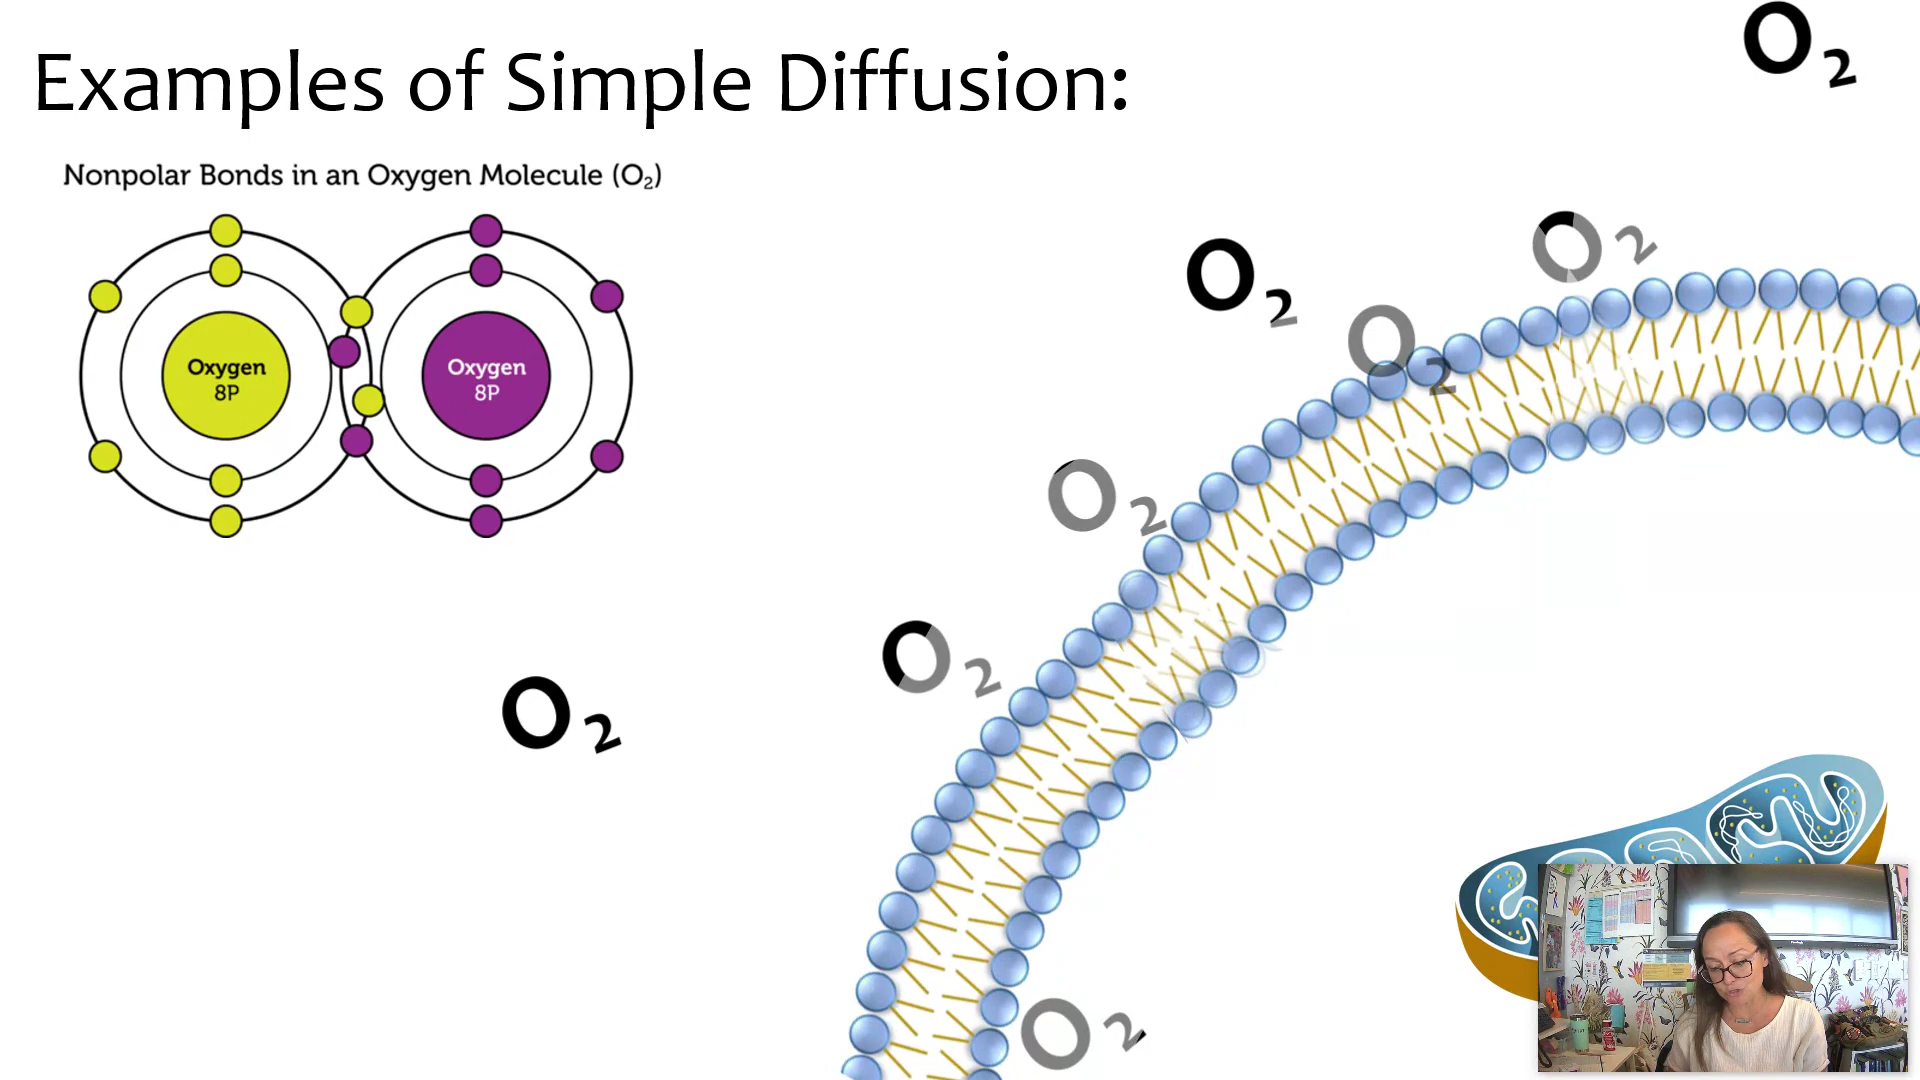 Examples of Simple Diffusion:
Nonpolar Bonds in an Oxygen Molecule (O₂)
Oxygen
8P
Oxygen
8P
O₂
O₂
O₂
O₂
O₂
O₂
O₂
O₂